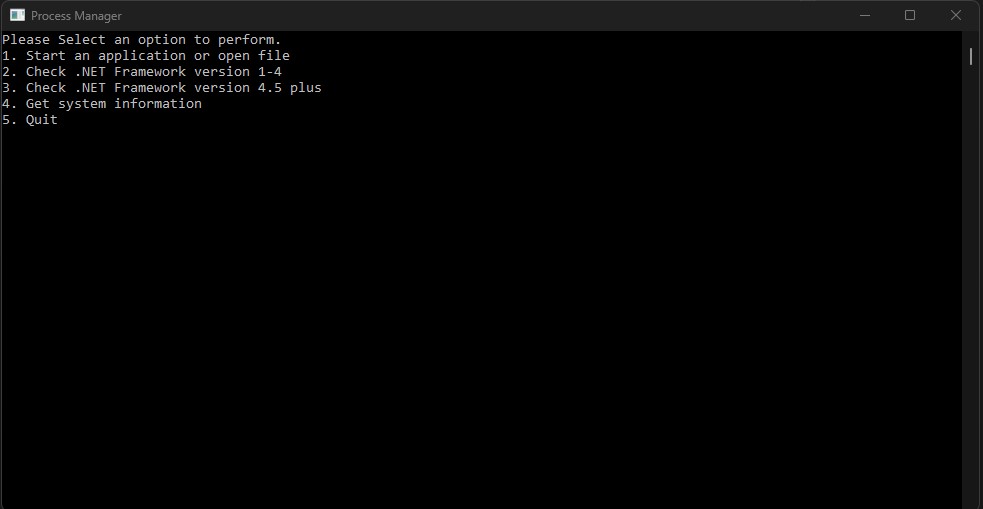 Process Manager
Please Select an option to perform.
1. Start an application or open file
2. Check .NET Framework version 1-4
3. Check .NET Framework version 4.5 plus
4. Get system information
5. Quit